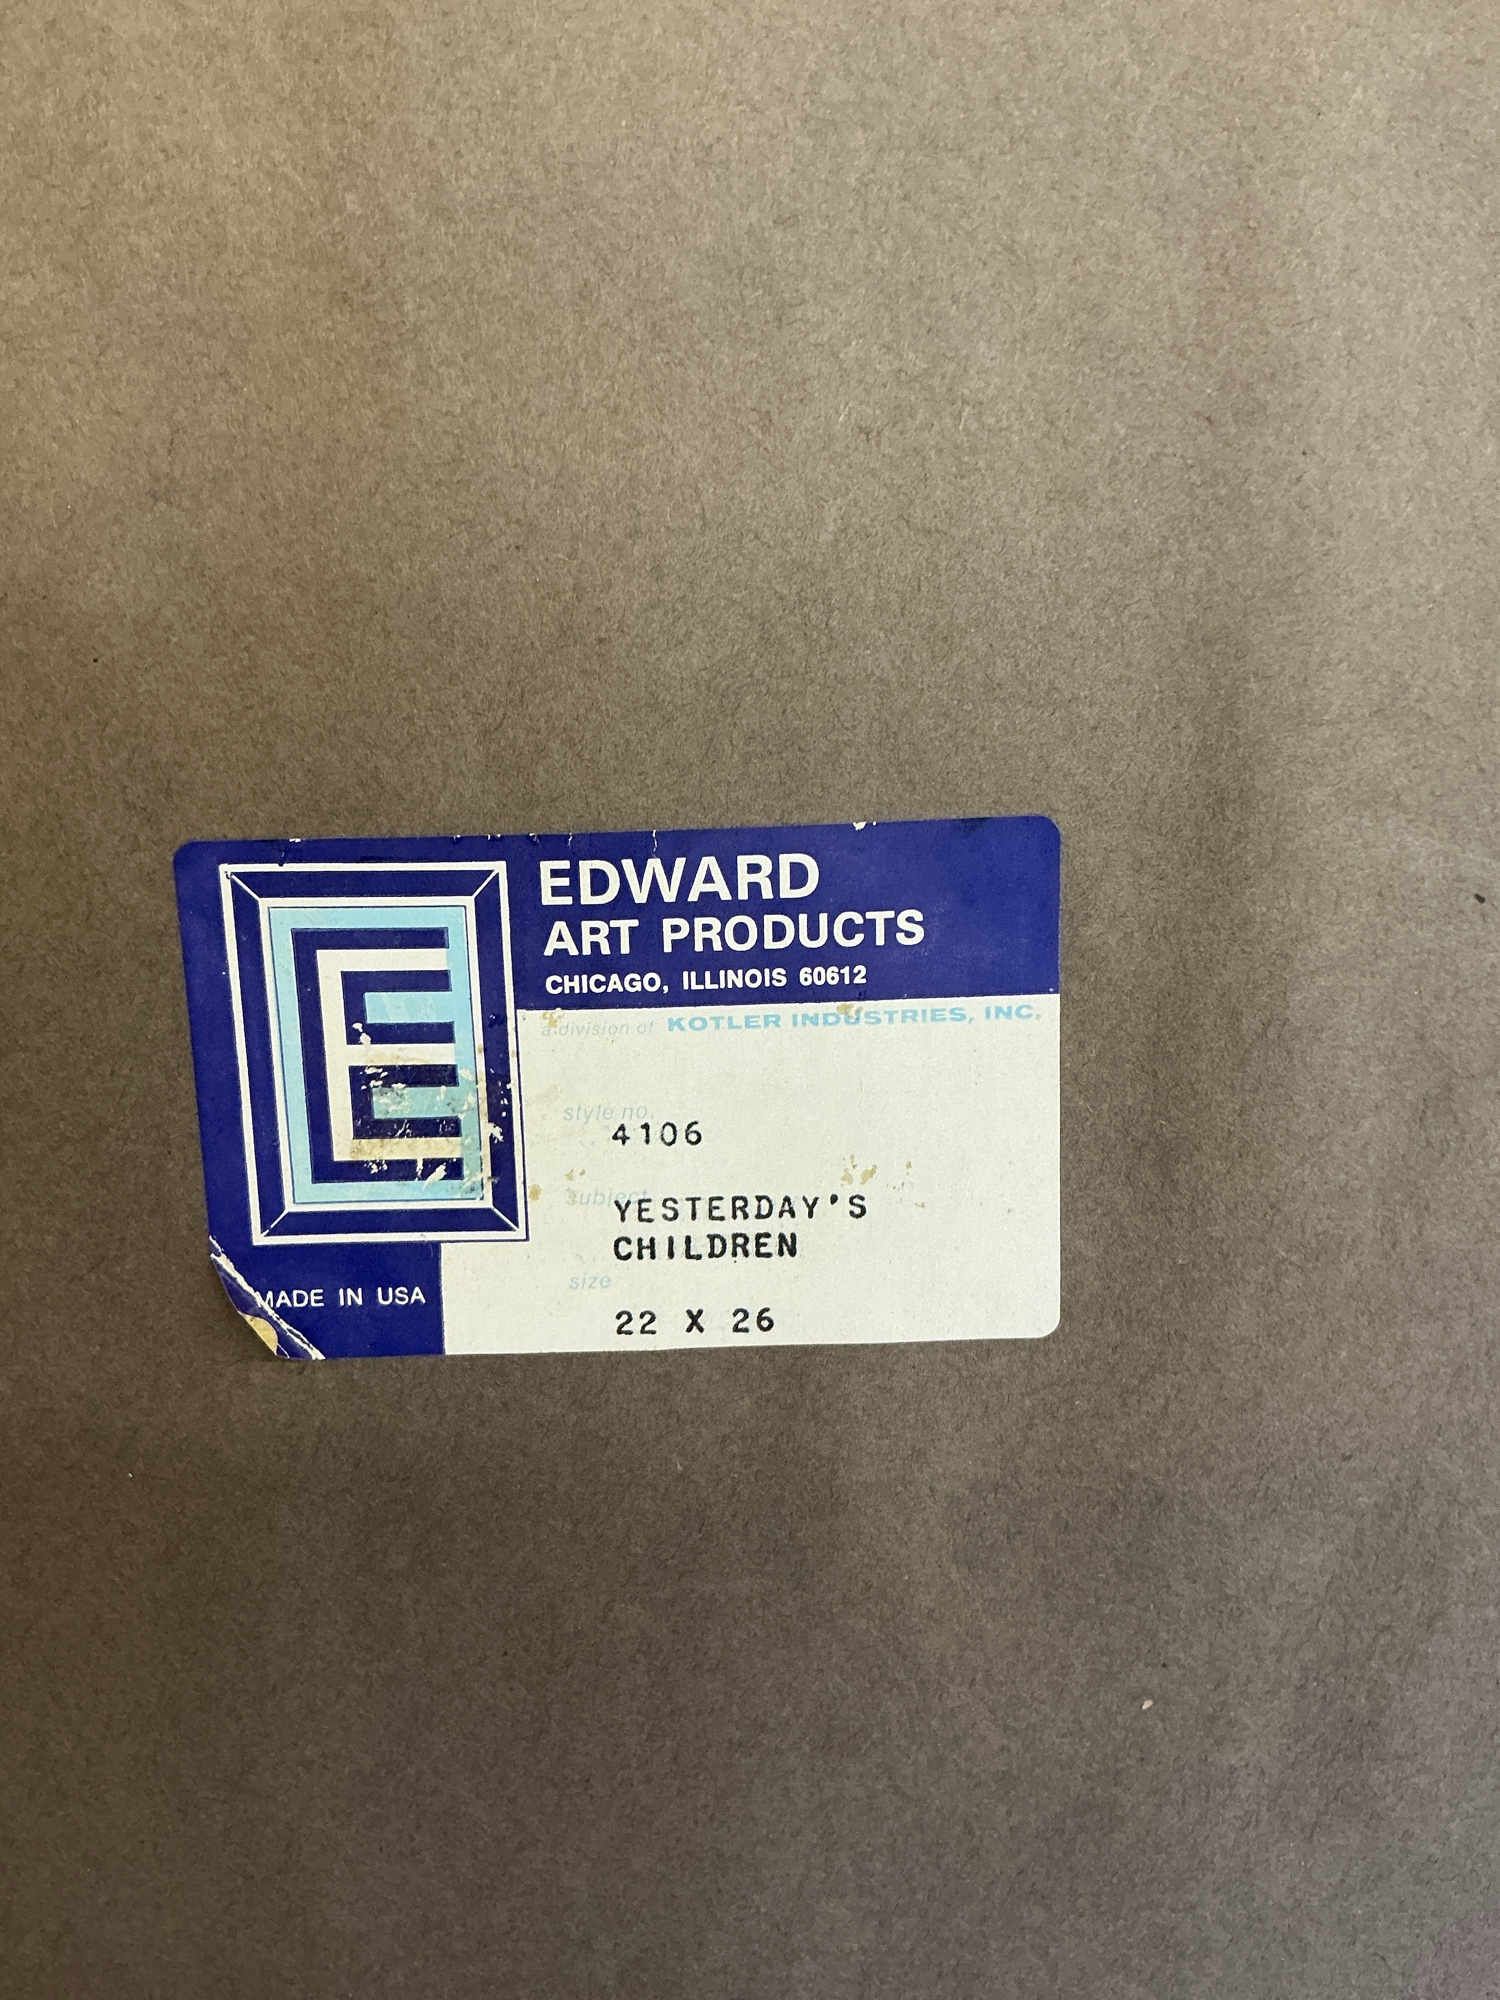 EDWARD
ART PRODUCTS
CHICAGO, ILLINOIS 60612
a division of KOTLER INDUSTRIES, INC.
style no.
4106
subject
YESTERDAY'S
CHILDREN
size
22 X 26
MADE IN USA